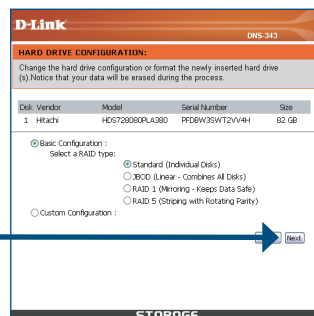 D-Link
DNS-343
HARD DRIVE CONFIGURATION:
Change the hard drive configuration or format the newly inserted hard drive
(s).Notice that your data will be erased during the process.
Disk Vendor Model Serial Number Size
1 Hitachi HDS728080PLA380 PFDBW3SWT2VV4H 82 GB
Basic Configuration :
Select a RAID type:
Standard (Individual Disks)
JBOD (Linear - Combines All Disks)
RAID 1 (Mirroring - Keeps Data Safe)
RAID 5 (Striping with Rotating Parity)
Custom Configuration :
Next